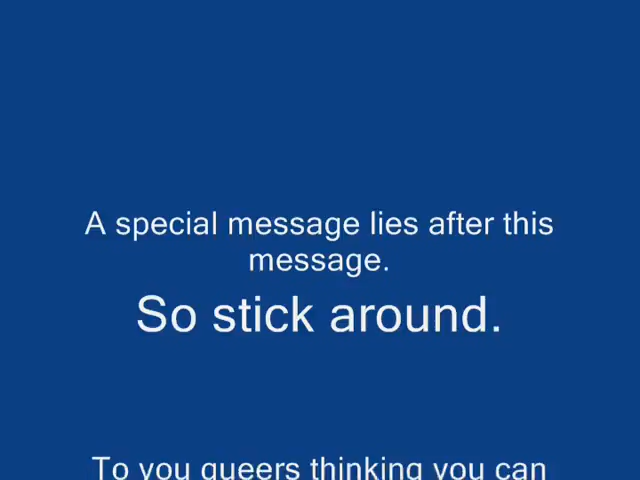 A special message lies after this
message.
So stick around.
To you queers thinking you can